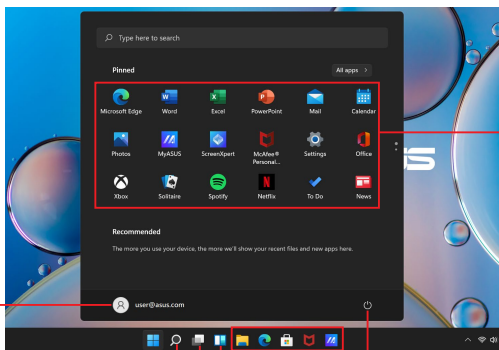 Type here to search
Pinned
All apps >
Microsoft Edge Word Excel PowerPoint Mail Calendar
Photos MyASUS ScreenXpert McAfee® Personal... Settings Office
Xbox Solitaire Spotify Netflix To Do News
Recommended
The more you use your device, the more we'll show your recent files and new apps here.
user@asus.com